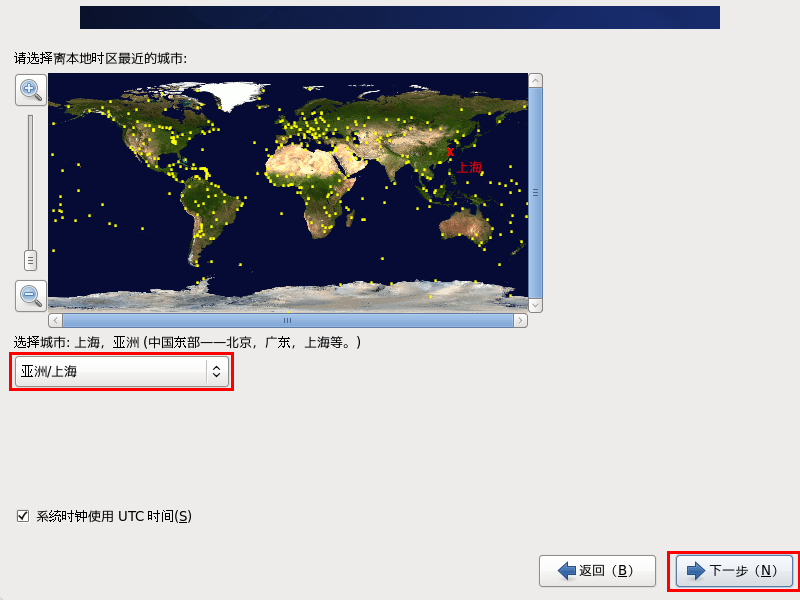 请选择离本地时区最近的城市:
上海
选择城市: 上海，亚洲 (中国东部——北京，广东，上海等。)
亚洲/上海
系统时钟使用 UTC 时间(S)
返回（B）
下一步（N）